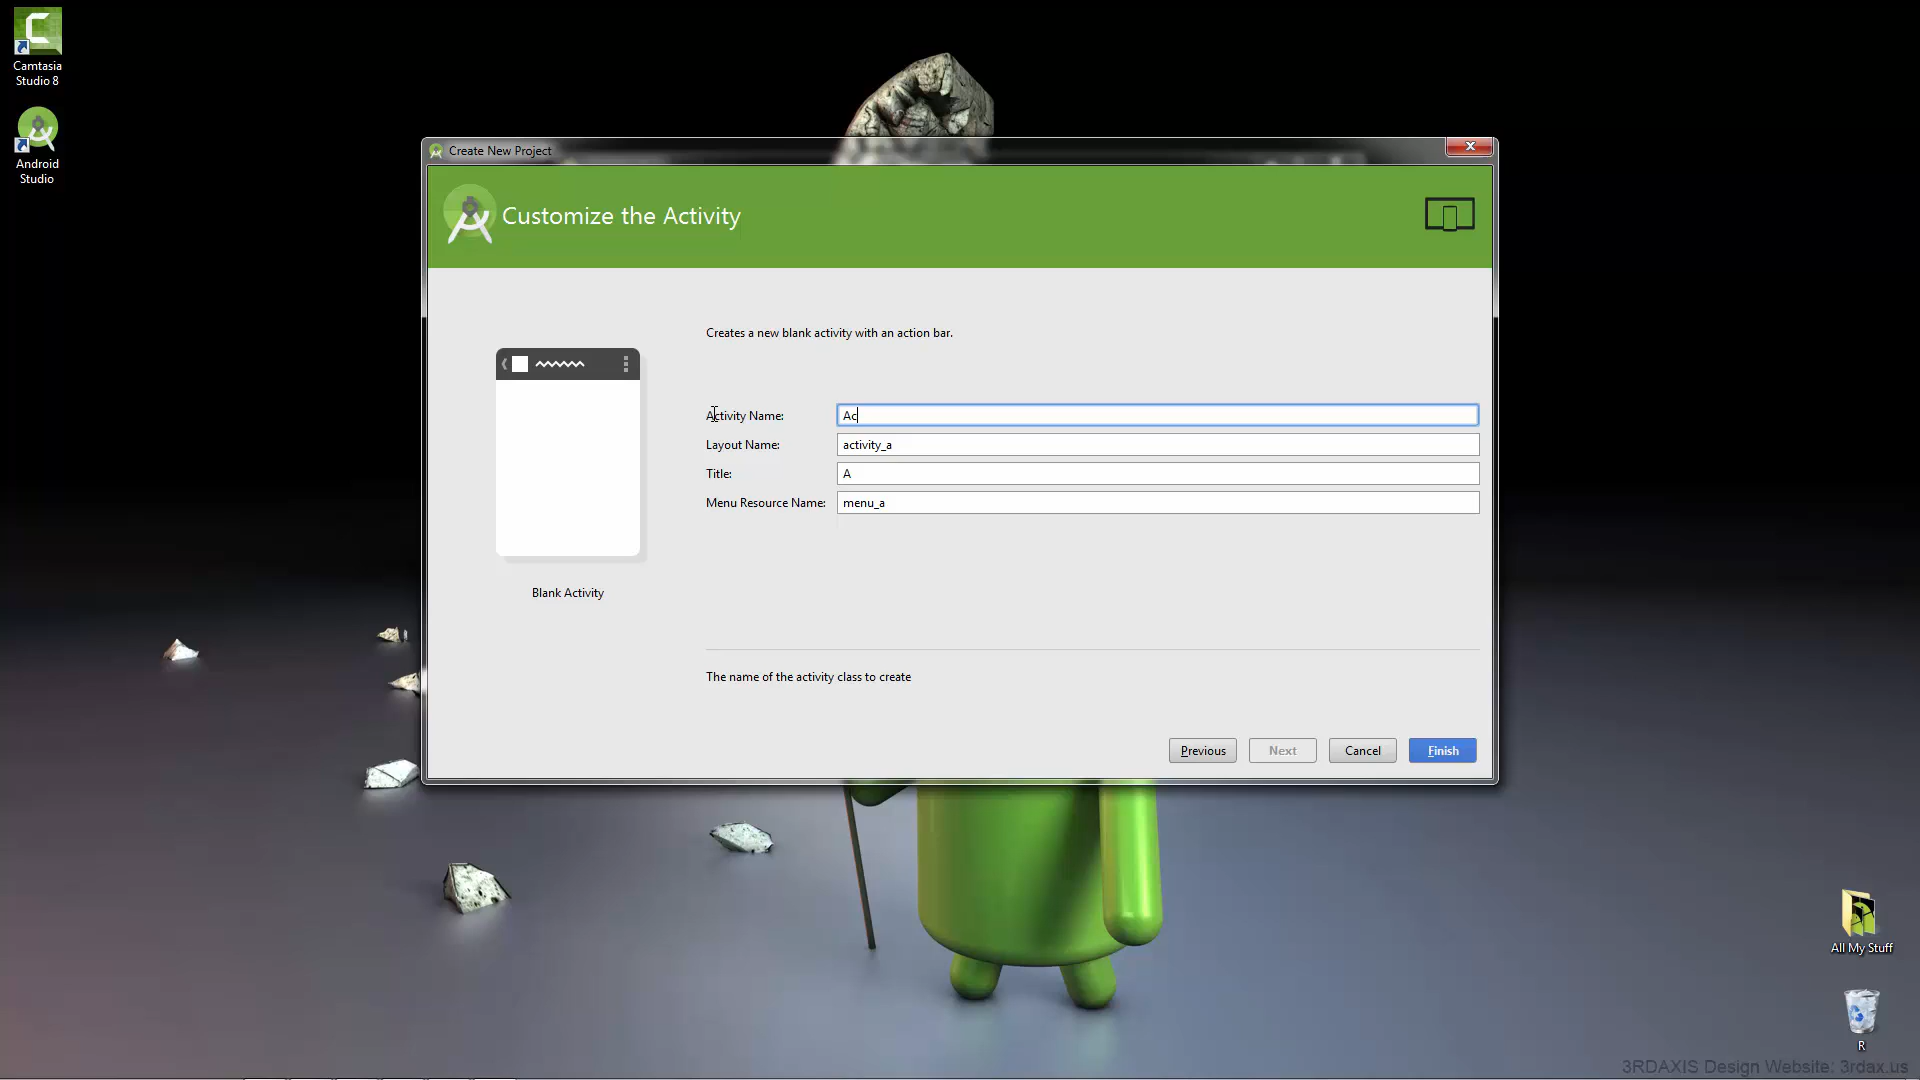 Camtasia
Studio 8
Android
Studio
Create New Project
Customize the Activity
Creates a new blank activity with an action bar.
Activity Name: Ac
Layout Name: activity_a
Title: A
Menu Resource Name: menu_a
Blank Activity
The name of the activity class to create
Previous
Next
Cancel
Finish
All My Stuff
R
3RDAXIS Design Website: 3rdax.us